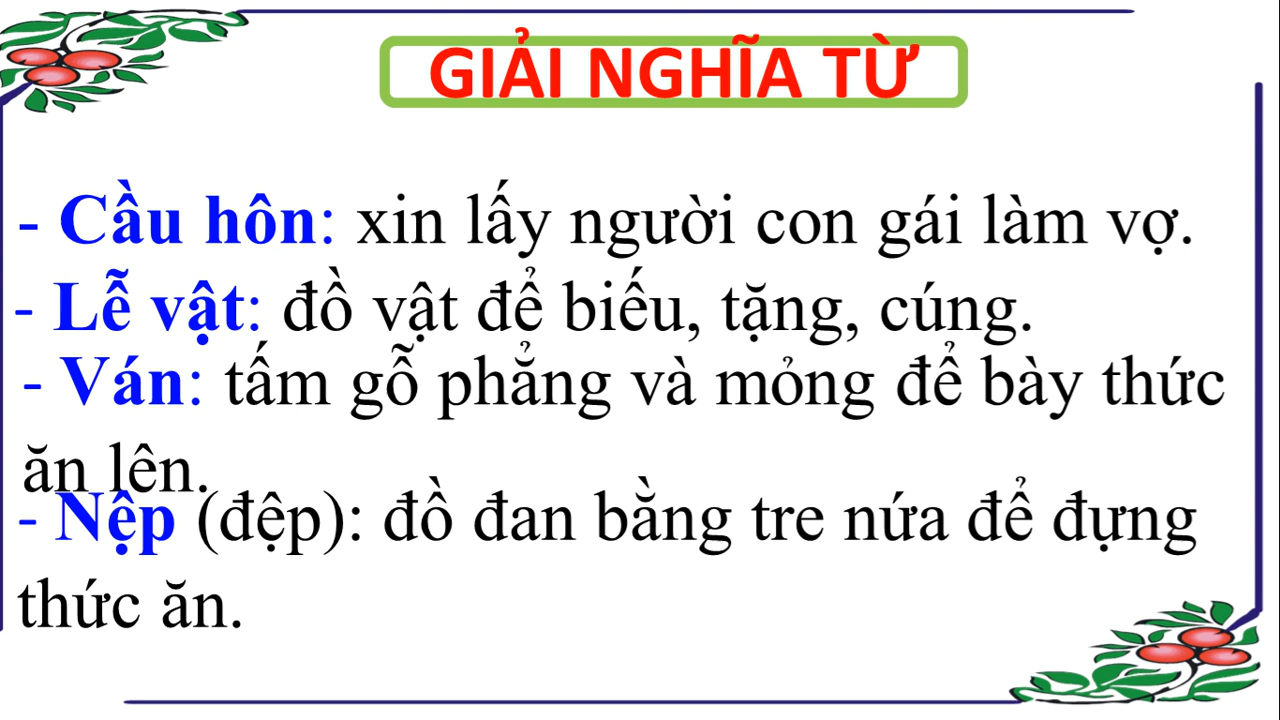 GIẢI NGHĨA TỪ
- Cầu hôn: xin lấy người con gái làm vợ.
- Lễ vật: đồ vật để biếu, tặng, cúng.
- Ván: tấm gỗ phẳng và mỏng để bày thức
ăn lên.
- Nệp (đệp): đồ đan bằng tre nứa để đựng
thức ăn.